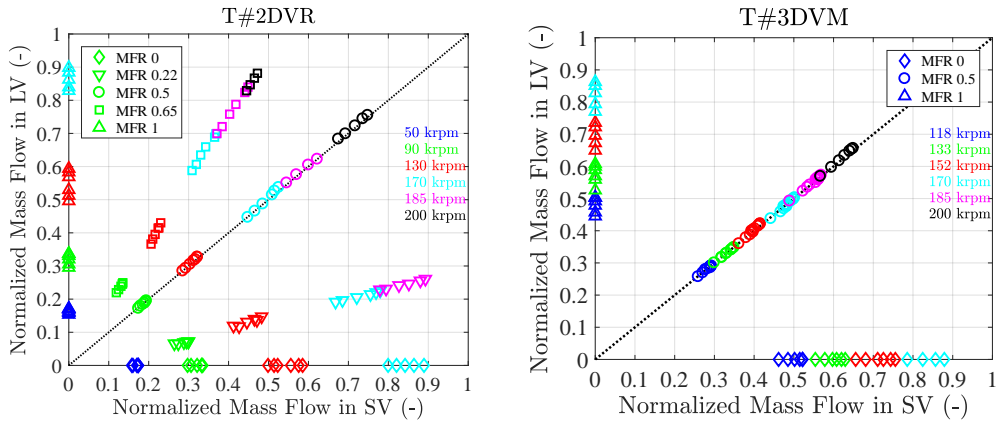 T#2DVR
Normalized Mass Flow in LV (-)
1
0.9
0.8
0.7
0.6
0.5
0.4
0.3
0.2
0.1
0
MFR 0
MFR 0.22
MFR 0.5
MFR 0.65
MFR 1
50 krpm
90 krpm
130 krpm
170 krpm
185 krpm
200 krpm
0 0.1 0.2 0.3 0.4 0.5 0.6 0.7 0.8 0.9 1
Normalized Mass Flow in SV (-)
T#3DVM
Normalized Mass Flow in LV (-)
1
0.9
0.8
0.7
0.6
0.5
0.4
0.3
0.2
0.1
0
MFR 0
MFR 0.5
MFR 1
118 krpm
133 krpm
152 krpm
170 krpm
185 krpm
200 krpm
0 0.1 0.2 0.3 0.4 0.5 0.6 0.7 0.8 0.9 1
Normalized Mass Flow in SV (-)